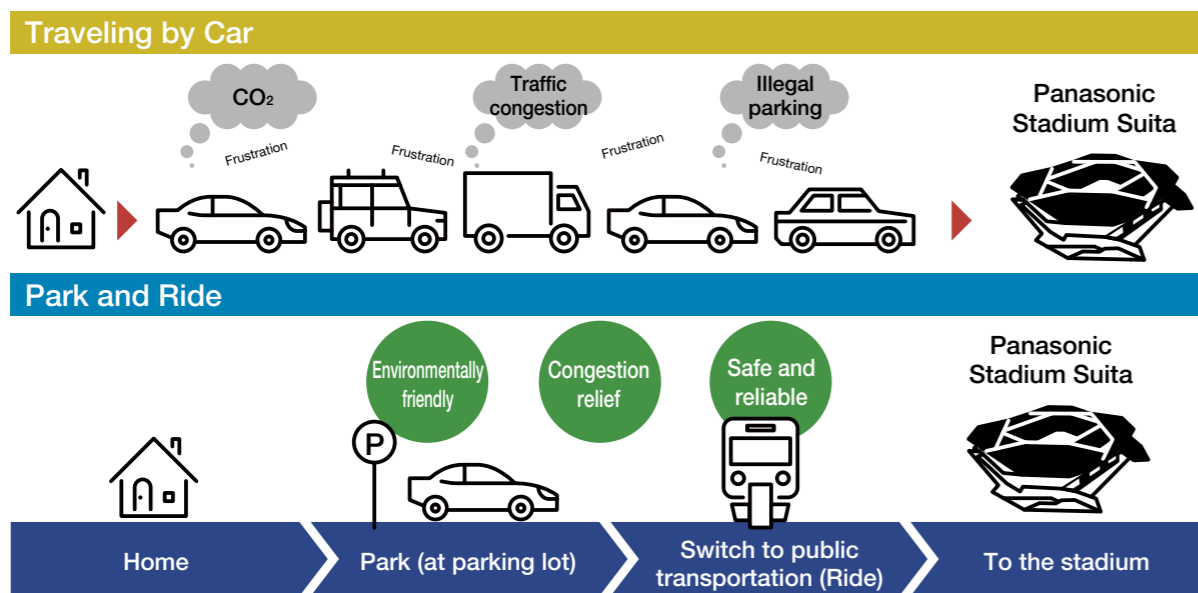 Traveling by Car
CO₂
Traffic
congestion
Illegal
parking
Panasonic
Stadium Suita
Frustration
Frustration
Frustration
Frustration
Park and Ride
Environmentally
friendly
Congestion
relief
Safe and
reliable
Panasonic
Stadium Suita
P
Home
Park (at parking lot)
Switch to public
transportation (Ride)
To the stadium